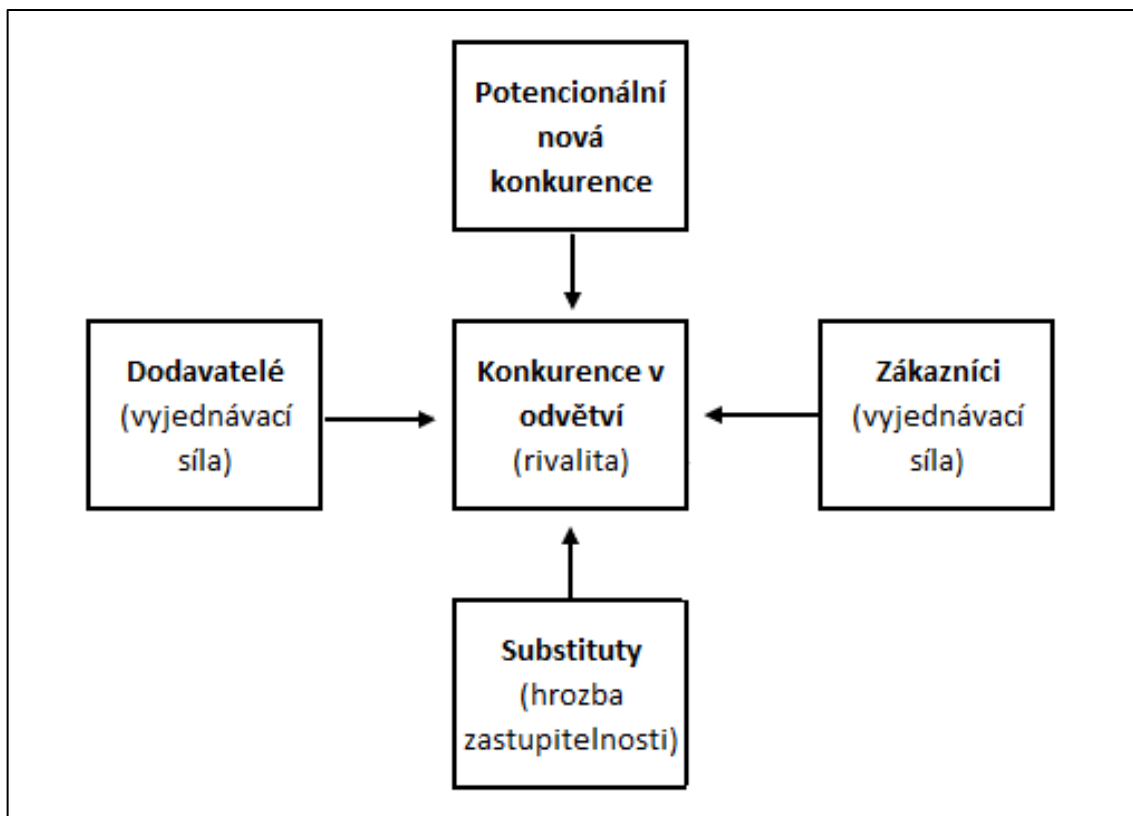 Potencionální
nová
konkurence
Dodavatelé
(vyjednávací
síla)
Konkurence v
odvětví
(rivalita)
Zákazníci
(vyjednávací
síla)
Substituty
(hrozba
zastupitelnosti)